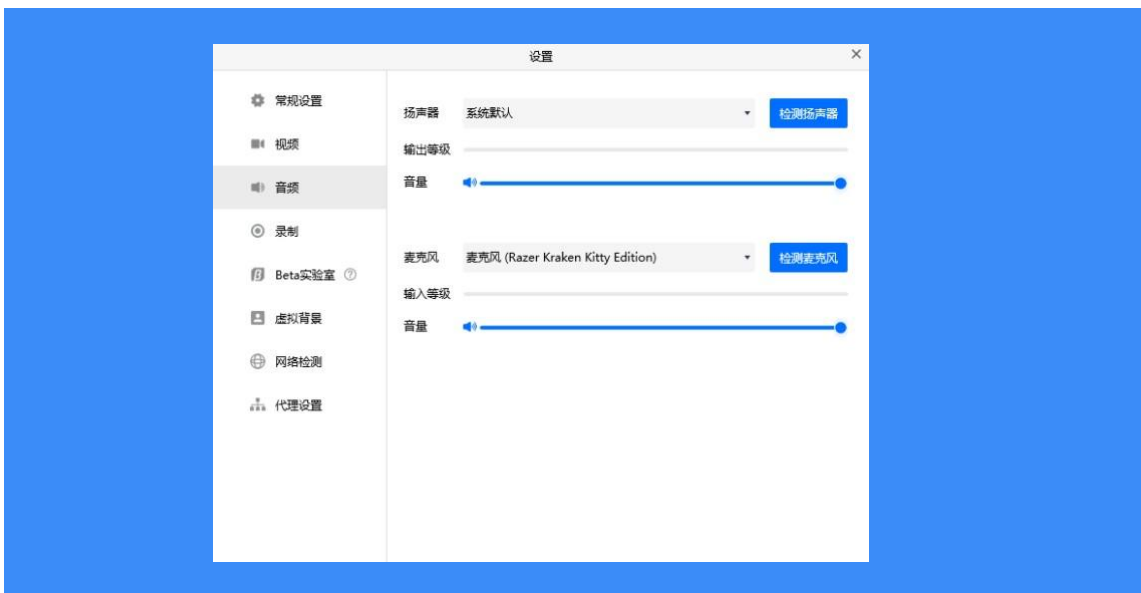 设置
常规设置
视频
音频
录制
Beta实验室
虚拟背景
网络检测
代理设置
扬声器 系统默认 检测扬声器
输出等级
音量
麦克风 麦克风 (Razer Kraken Kitty Edition) 检测麦克风
输入等级
音量